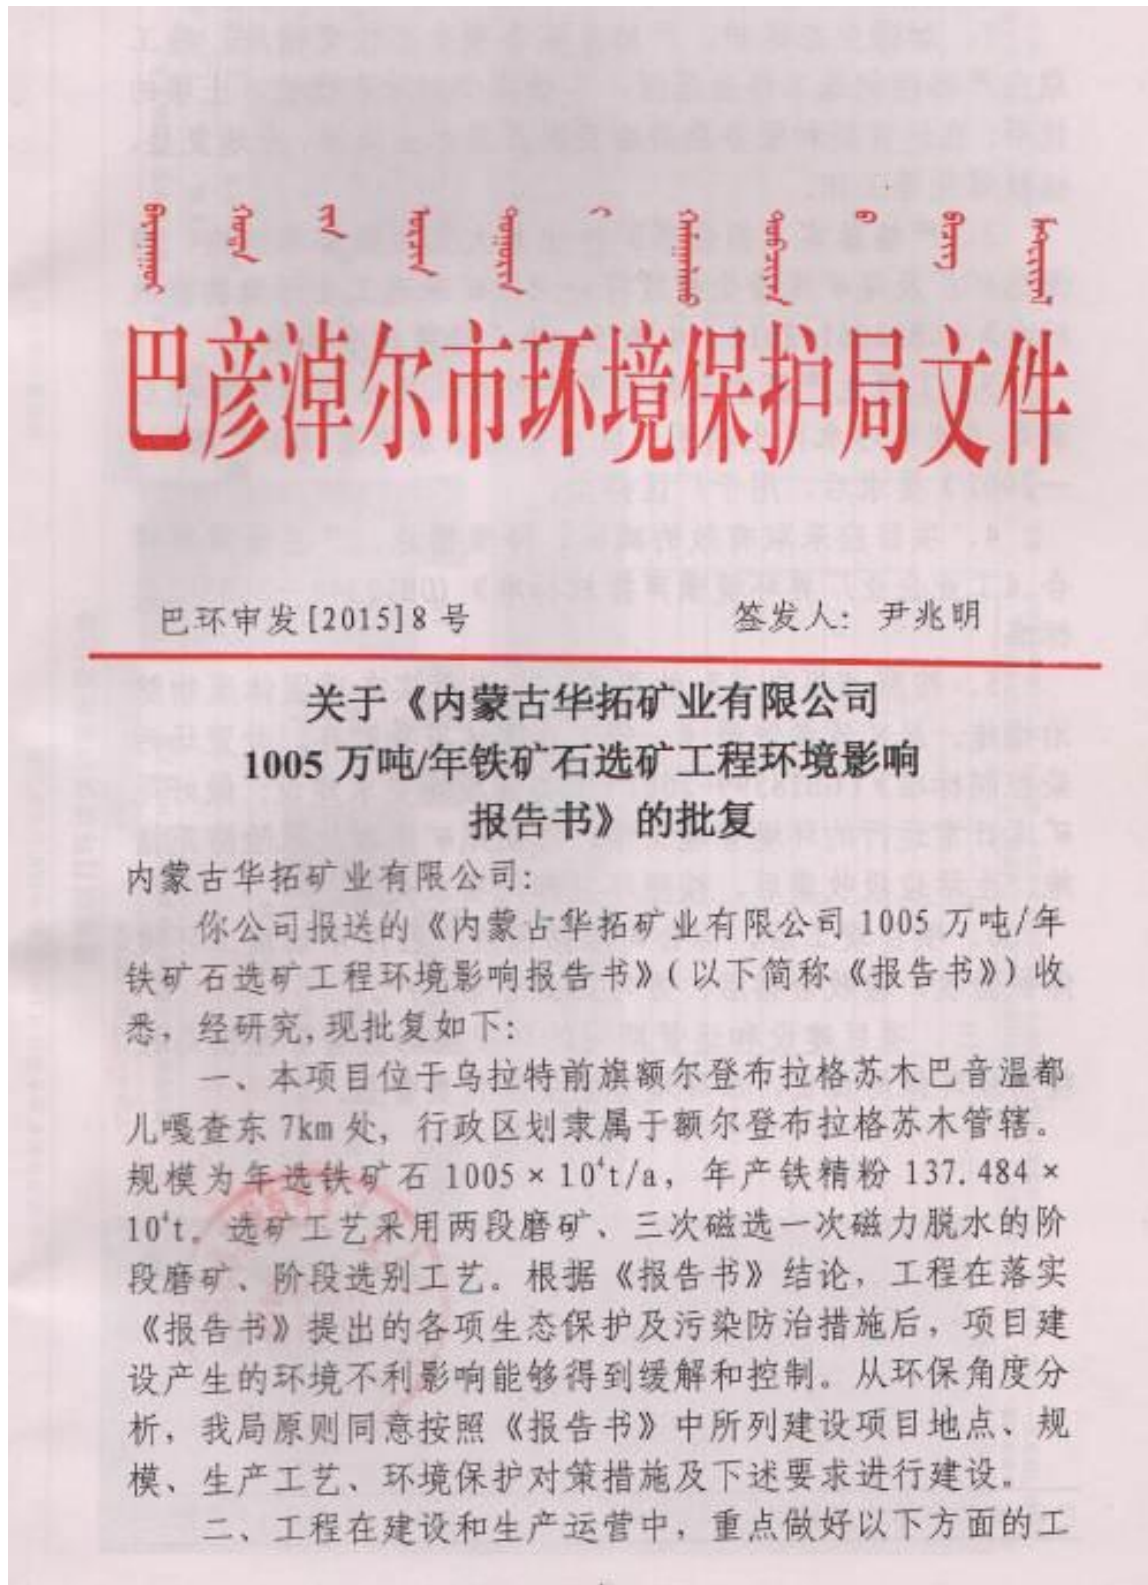 巴彦淖尔市环境保护局文件
巴环审发[2015]8号 签发人：尹兆明
关于《内蒙古华拓矿业有限公司
1005万吨/年铁矿石选矿工程环境影响
报告书》的批复
内蒙古华拓矿业有限公司：
你公司报送的《内蒙古华拓矿业有限公司1005万吨/年
铁矿石选矿工程环境影响报告书》（以下简称《报告书》）收
悉，经研究，现批复如下：
一、本项目位于乌拉特前旗额尔登布拉格苏木巴音温都
儿嘎查东7km处，行政区划隶属于额尔登布拉格苏木管辖。
规模为年选铁矿石1005×10⁴t/a，年产铁精粉137.484×
10⁴t。选矿工艺采用两段磨矿、三次磁选一次磁力脱水的阶
段磨矿、阶段选别工艺。根据《报告书》结论，工程在落实
《报告书》提出的各项生态保护及污染防治措施后，项目建
设产生的环境不利影响能够得到缓解和控制。从环保角度分
析，我局原则同意按照《报告书》中所列建设项目地点、规
模、生产工艺、环境保护对策措施及下述要求进行建设。
二、工程在建设和生产运营中，重点做好以下方面的工